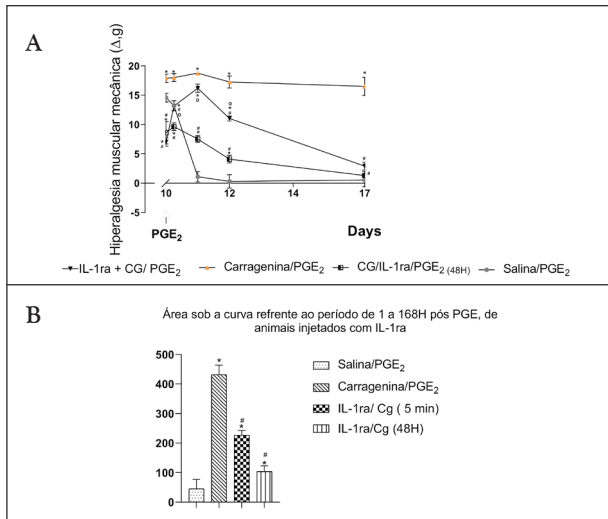 A
Hiperalgesia muscular mecânica (Δ,g)
20
15
10
5
0
-5
10 12 14 17
PGE₂ Days
IL-1ra + CG/ PGE₂ Carragenina/PGE₂ CG/IL-1ra/PGE₂ (48H) Salina/PGE₂
B
Área sob a curva refrente ao período de 1 a 168H pós PGE, de
animais injetados com IL-1ra
500
400
300
200
100
0
Salina/PGE₂
Carragenina/PGE₂
IL-1ra/ Cg ( 5 min)
IL-1ra/Cg (48H)
* 
*
#
*
#